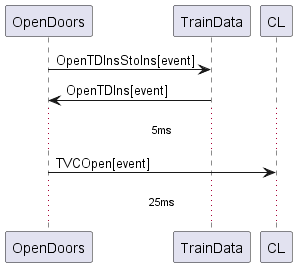 OpenDoors TrainData CL
OpenTDInsStoIns[event]
OpenTDIns[event]
5ms
TVCOpen[event]
25ms
OpenDoors TrainData CL